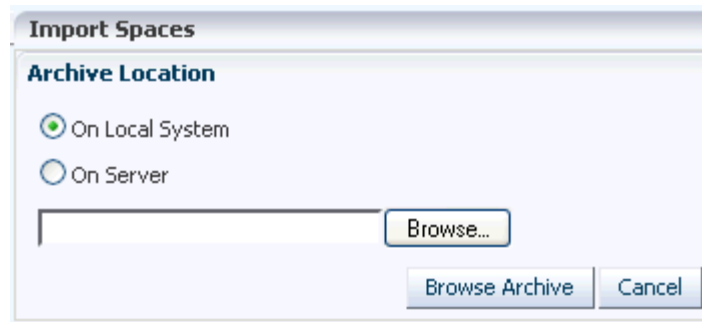 Import Spaces
Archive Location
On Local System
On Server
Browse...
Browse Archive Cancel